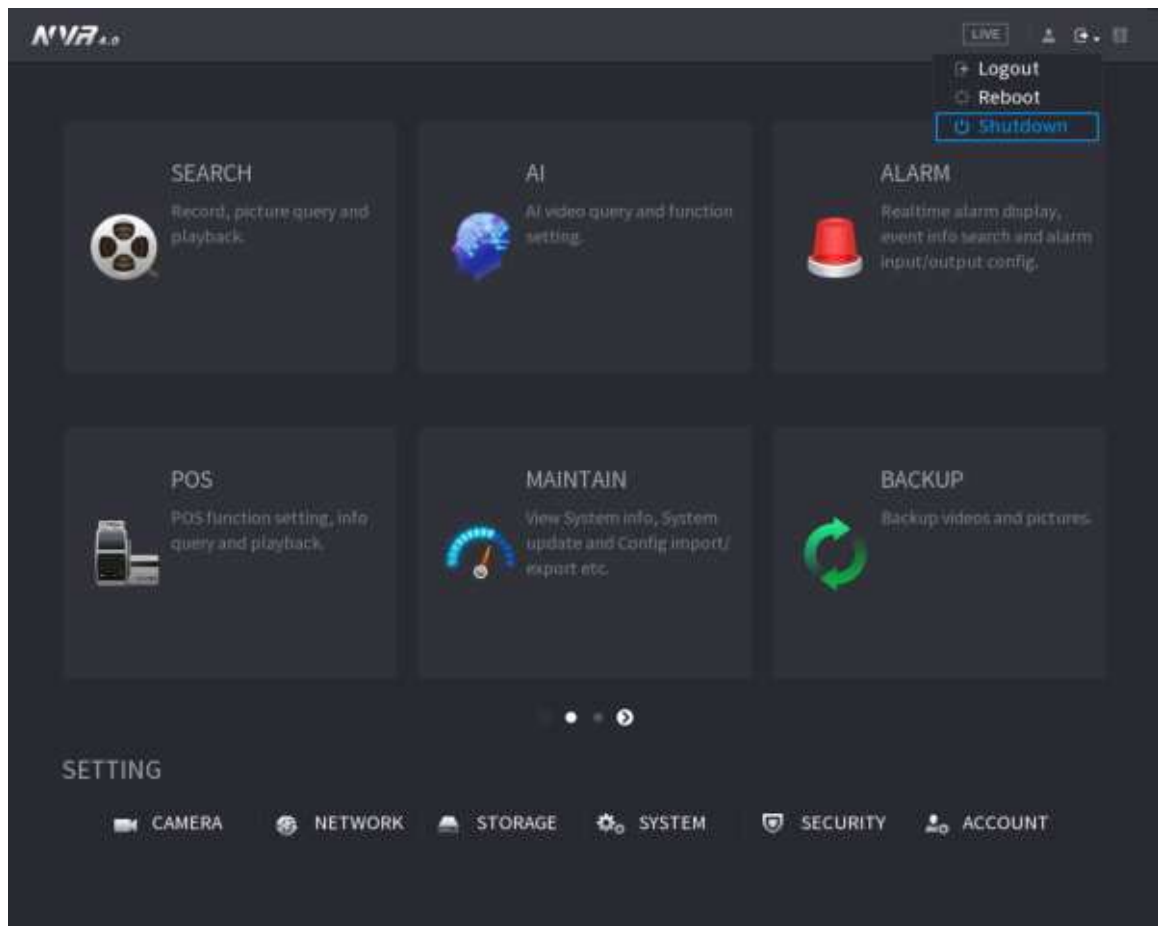 NVR 4.0
LIVE
Logout
Reboot
Shutdown
SEARCH
Record, picture query and
playback.
AI
AI video query and function
setting.
ALARM
Realtime alarm display,
event info search and alarm
input/output config.
POS
POS function setting, info
query and playback.
MAINTAIN
View System info, System
update and Config import/
export etc.
BACKUP
Backup videos and pictures.
SETTING
CAMERA
NETWORK
STORAGE
SYSTEM
SECURITY
ACCOUNT